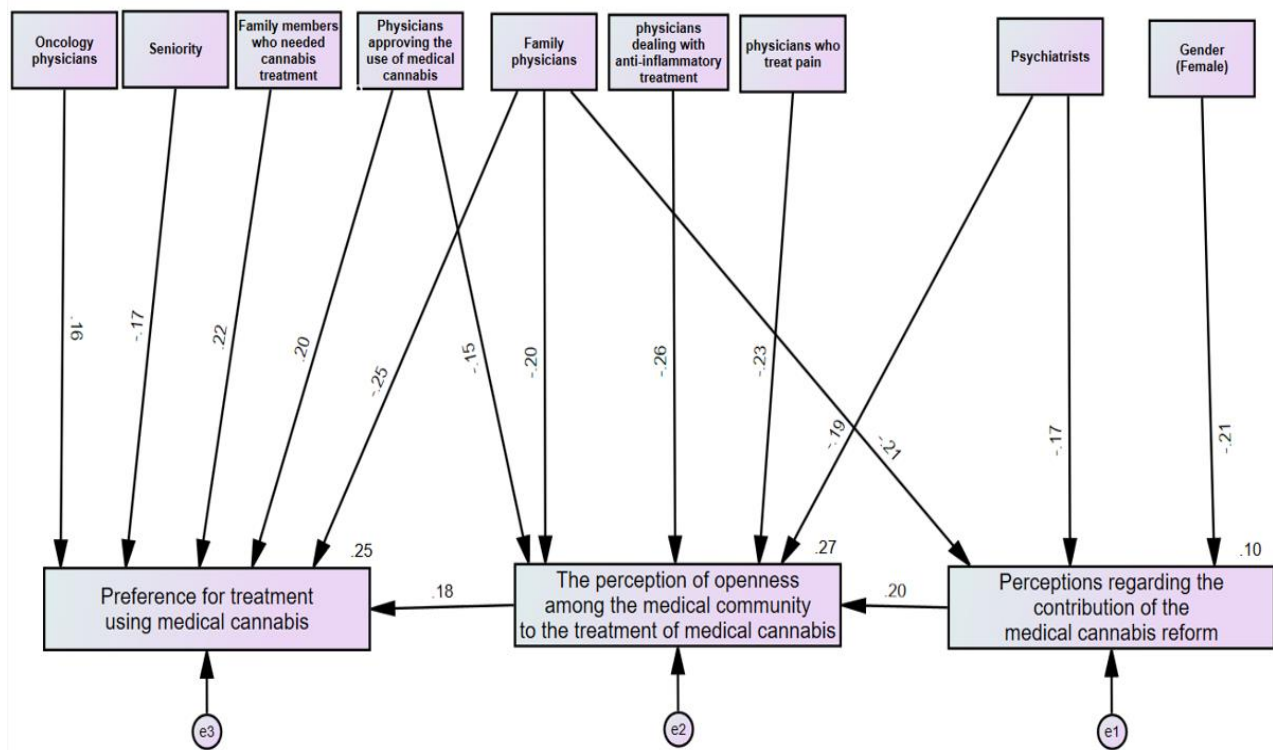 Oncology
physicians
Seniority
Family members
who needed
cannabis
treatment
Physicians
approving the
use of medical
cannabis
Family
physicians
physicians
dealing with
anti-inflammatory
treatment
physicians who
treat pain
Psychiatrists
Gender
(Female)
.16
-.17
.22
.20
-.15
-.25
-.20
-.26
-.23
-.19
-.21
-.17
-.21
.25
.27
.10
Preference for treatment
using medical cannabis
.18
The perception of openness
among the medical community
to the treatment of medical cannabis
.20
Perceptions regarding the
contribution of the
medical cannabis reform
e3
e2
e1